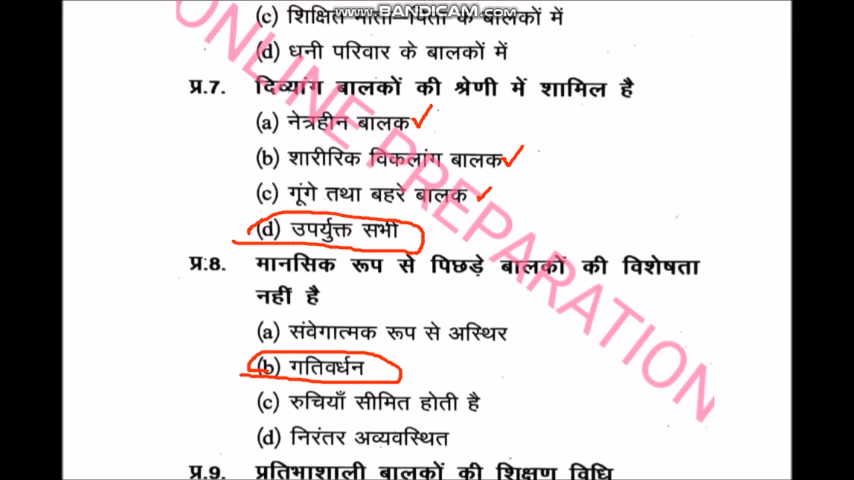 WWW.BANDICAM.COM
(c) शिक्षित माता-पिता के बालकों में
(d) धनी परिवार के बालकों में
प्र.7. दिव्यांग बालकों की श्रेणी में शामिल है
(a) नेत्रहीन बालक
(b) शारीरिक विकलांग बालक
(c) गूंगे तथा बहरे बालक
(d) उपर्युक्त सभी
प्र:8. मानसिक रूप से पिछड़े बालकों की विशेषता
नहीं है
(a) संवेगात्मक रूप से अस्थिर
(b) गतिवर्धन
(c) रुचियाँ सीमित होती है
(d) निरंतर अव्यवस्थित
प्र.9. प्रतिभाशाली बालकों की शिक्षण विधि
ONLINE PREPARATION